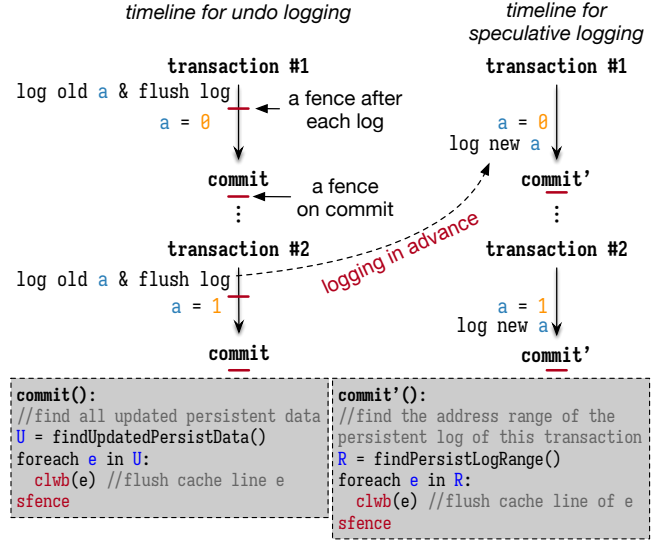 timeline for undo logging
transaction #1
log old a & flush log
a fence after
each log
a = 0
commit
a fence
on commit
⋮
transaction #2
log old a & flush log
a = 1
commit
logging in advance
timeline for
speculative logging
transaction #1
a = 0
log new a
commit'
⋮
transaction #2
a = 1
log new a
commit'
commit():
//find all updated persistent data
U = findUpdatedPersistData()
foreach e in U:
clwb(e) //flush cache line e
sfence
commit'():
//find the address range of the
persistent log of this transaction
R = findPersistLogRange()
foreach e in R:
clwb(e) //flush cache line of e
sfence